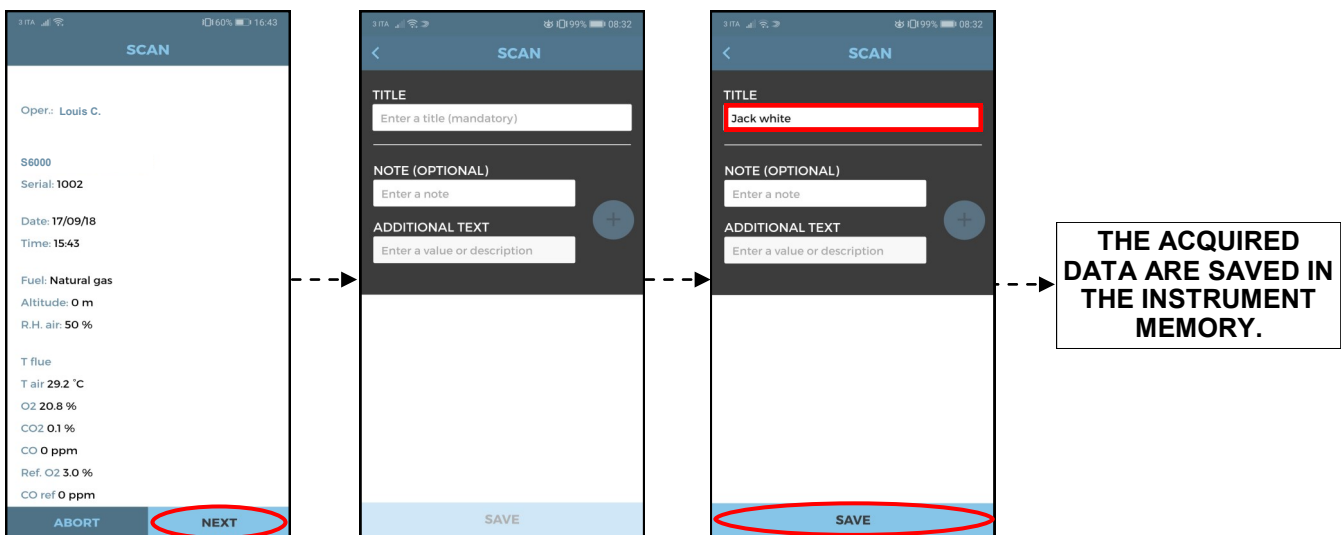 3 ITA 60% 16:43
SCAN
Oper.: Louis C.
S6000
Serial: 1002
Date: 17/09/18
Time: 15:43
Fuel: Natural gas
Altitude: 0 m
R.H. air: 50 %
T flue
T air 29.2 °C
O2 20.8 %
CO2 0.1 %
CO 0 ppm
Ref. O2 3.0 %
CO ref 0 ppm
ABORT NEXT
3 ITA 99% 08:32
SCAN
TITLE
Enter a title (mandatory)
NOTE (OPTIONAL)
Enter a note
+
ADDITIONAL TEXT
Enter a value or description
SAVE
3 ITA 99% 08:32
SCAN
TITLE
Jack white
NOTE (OPTIONAL)
Enter a note
+
ADDITIONAL TEXT
Enter a value or description
SAVE
THE ACQUIRED
DATA ARE SAVED IN
THE INSTRUMENT
MEMORY.